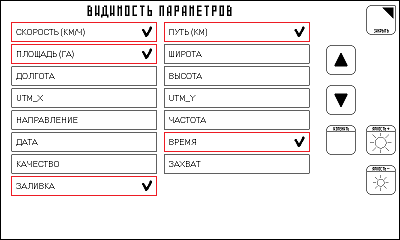 ВИДИМОСТЬ ПАРАМЕТРОВ
ЗАКРЫТЬ
СКОРОСТЬ (КМ/Ч) ПУТЬ (КМ)
ПЛОЩАДЬ (ГА) ШИРОТА
ДОЛГОТА ВЫСОТА
UTM_X UTM_Y
НАПРАВЛЕНИЕ ЧАСТОТА
ИЗМЕНИТЬ ЯРКОСТЬ +
ДАТА ВРЕМЯ
КАЧЕСТВО ЗАХВАТ
ЯРКОСТЬ -
ЗАЛИВКА